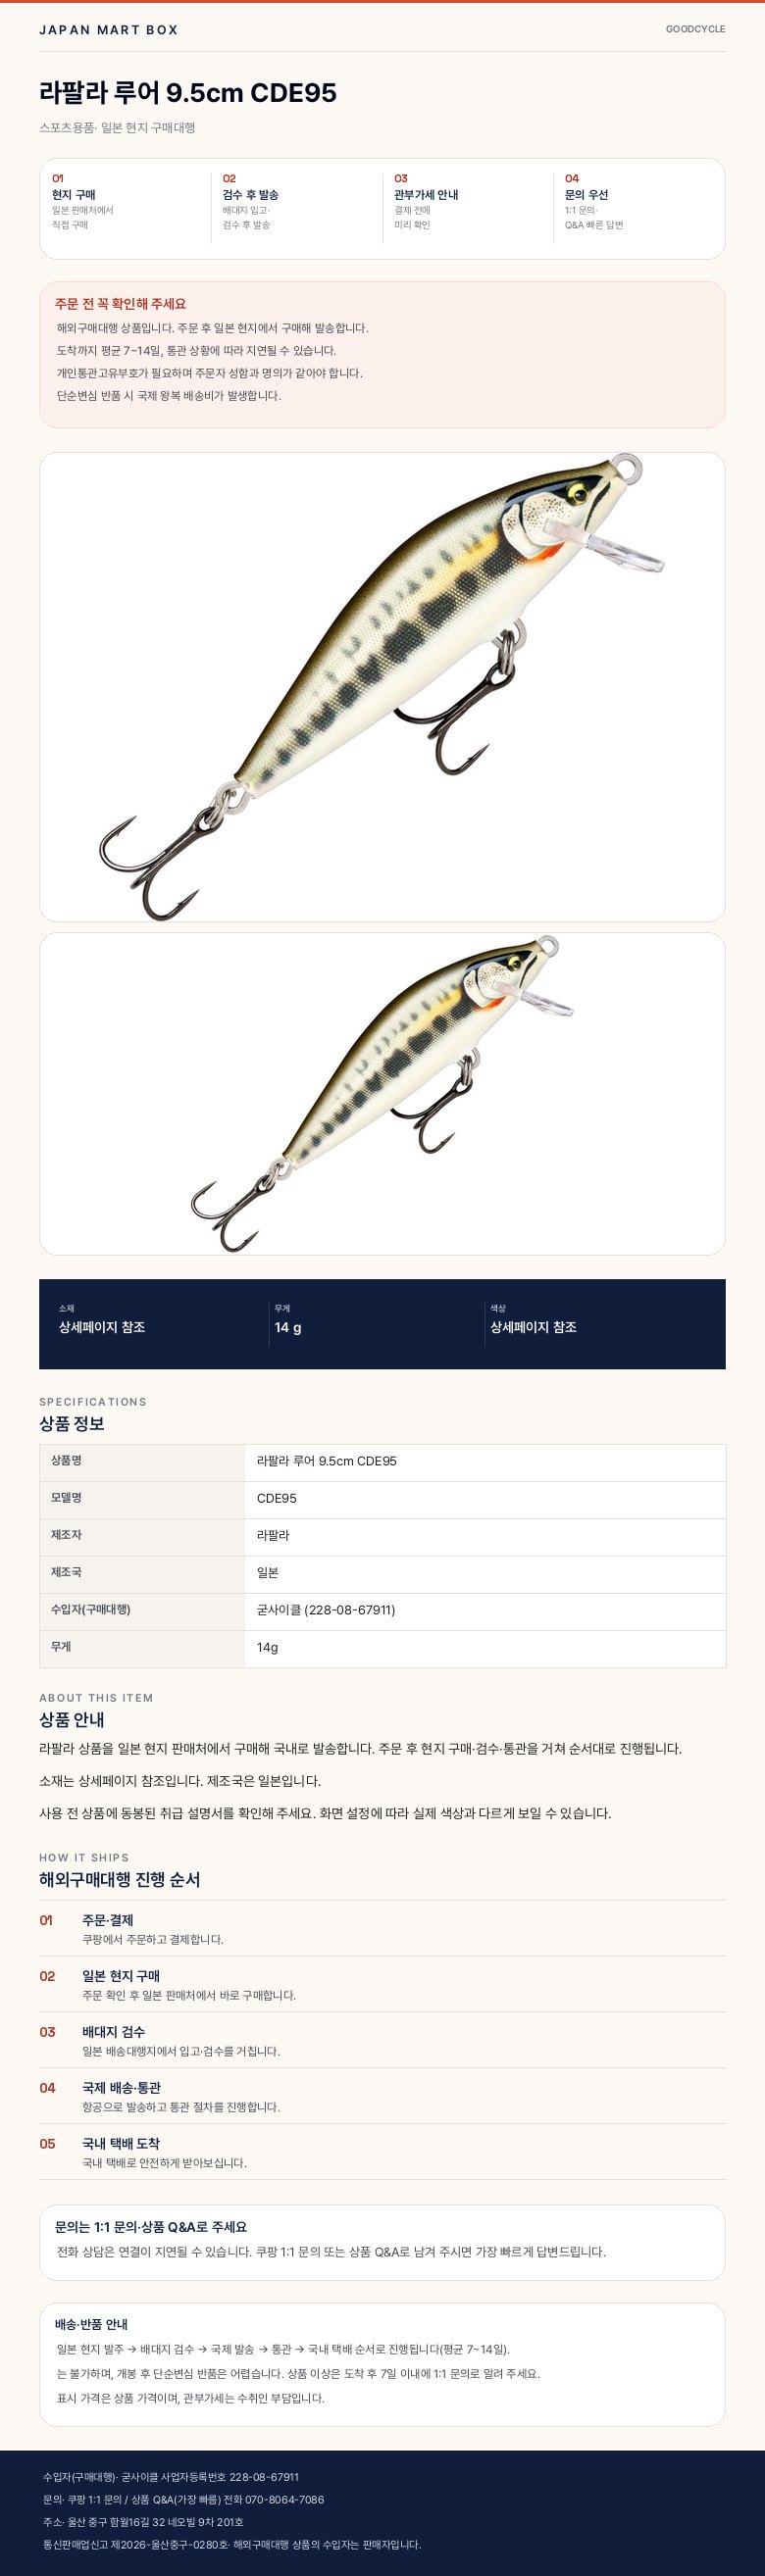 JAPAN MART BOX
GOODCYCLE
라팔라 루어 9.5cm CDE95
스포츠용품· 일본 현지 구매대행
01
현지 구매
일본 판매처에서
직접 구매
02
검수 후 발송
배대지 입고·
검수 후 발송
03
관부가세 안내
결제 전에
미리 확인
04
문의 우선
1:1 문의·
Q&A 빠른 답변
주문 전 꼭 확인해 주세요
해외구매대행 상품입니다. 주문 후 일본 현지에서 구매해 발송합니다.
도착까지 평균 7~14일, 통관 상황에 따라 지연될 수 있습니다.
개인통관고유부호가 필요하며 주문자 성함과 명의가 같아야 합니다.
단순변심 반품 시 국제 왕복 배송비가 발생합니다.
소재
상세페이지 참조
무게
14 g
색상
상세페이지 참조
SPECIFICATIONS
상품 정보
상품명 라팔라 루어 9.5cm CDE95
모델명 CDE95
제조자 라팔라
제조국 일본
수입자(구매대행) 굳사이클 (228-08-67911)
무게 14g
ABOUT THIS ITEM
상품 안내
라팔라 상품을 일본 현지 판매처에서 구매해 국내로 발송합니다. 주문 후 현지 구매·검수·통관을 거쳐 순서대로 진행됩니다.
소재는 상세페이지 참조입니다. 제조국은 일본입니다.
사용 전 상품에 동봉된 취급 설명서를 확인해 주세요. 화면 설정에 따라 실제 색상과 다르게 보일 수 있습니다.
HOW IT SHIPS
해외구매대행 진행 순서
01 주문·결제
쿠팡에서 주문하고 결제합니다.
02 일본 현지 구매
주문 확인 후 일본 판매처에서 바로 구매합니다.
03 배대지 검수
일본 배송대행지에서 입고·검수를 거칩니다.
04 국제 배송·통관
항공으로 발송하고 통관 절차를 진행합니다.
05 국내 택배 도착
국내 택배로 안전하게 받아보십니다.
문의는 1:1 문의·상품 Q&A로 주세요
전화 상담은 연결이 지연될 수 있습니다. 쿠팡 1:1 문의 또는 상품 Q&A로 남겨 주시면 가장 빠르게 답변드립니다.
배송·반품 안내
일본 현지 발주 → 배대지 검수 → 국제 발송 → 통관 → 국내 택배 순서로 진행됩니다(평균 7~14일).
는 불가하며, 개봉 후 단순변심 반품은 어렵습니다. 상품 이상은 도착 후 7일 이내에 1:1 문의로 알려 주세요.
표시 가격은 상품 가격이며, 관부가세는 수취인 부담입니다.
수입자(구매대행)· 굳사이클 사업자등록번호 228-08-67911
문의· 쿠팡 1:1 문의 / 상품 Q&A(가장 빠름) 전화 070-8064-7086
주소· 울산 중구 함월16길 32 네오빌 9차 201호
통신판매업신고 제2026-울산중구-0280호· 해외구매대행 상품의 수입자는 판매자입니다.